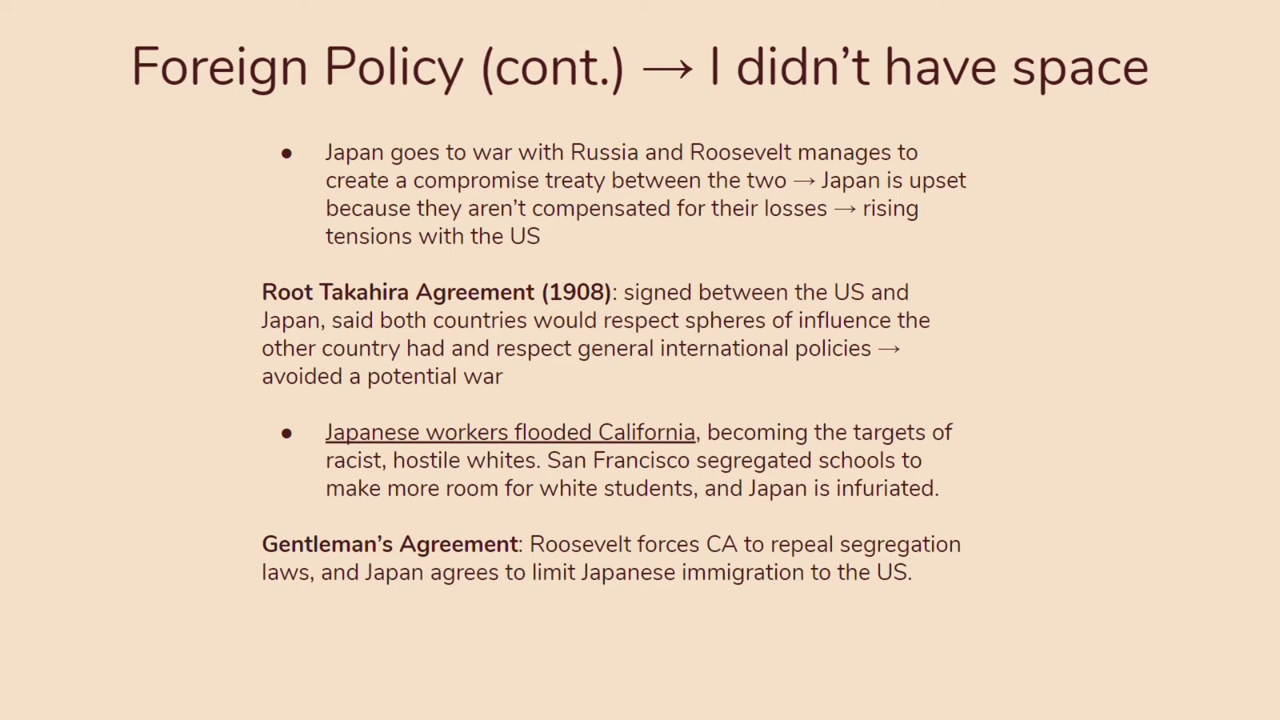 Foreign Policy (cont.) → I didn't have space
● Japan goes to war with Russia and Roosevelt manages to
create a compromise treaty between the two → Japan is upset
because they aren't compensated for their losses → rising
tensions with the US
Root Takahira Agreement (1908): signed between the US and
Japan, said both countries would respect spheres of influence the
other country had and respect general international policies →
avoided a potential war
● Japanese workers flooded California, becoming the targets of
racist, hostile whites. San Francisco segregated schools to
make more room for white students, and Japan is infuriated.
Gentleman's Agreement: Roosevelt forces CA to repeal segregation
laws, and Japan agrees to limit Japanese immigration to the US.